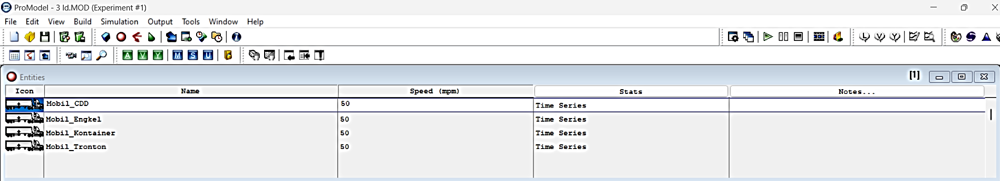 ProModel - 3 ld.MOD (Experiment #1)
File Edit View Build Simulation Output Tools Window Help
L V Y
A V Y M S U
Entities [1]
Icon Name Speed (mpm) Stats Notes...
Mobil_CDD 50 Time Series
Mobil_Engkel 50 Time Series
Mobil_Kontainer 50 Time Series
Mobil_Tronton 50 Time Series